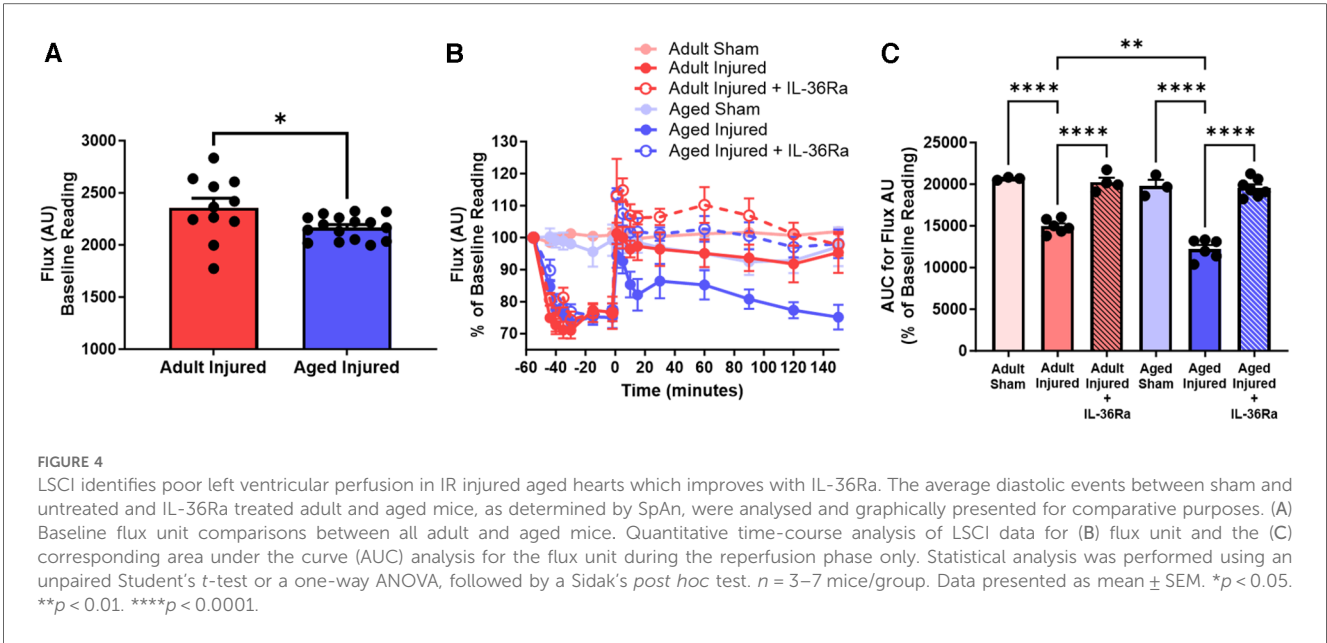 A
Flux (AU)
Baseline Reading
3000
2500
2000
1500
1000
*
Adult Injured
Aged Injured
B
Adult Sham
Adult Injured
Adult Injured + IL-36Ra
Aged Sham
Aged Injured
Aged Injured + IL-36Ra
Flux (AU)
% of Baseline Reading
130
120
110
100
90
80
70
-60 -40 -20 0 20 40 60 80 100 120 140
Time (minutes)
C
**
**** ****
**** ****
AUC for Flux AU
(% of Baseline Reading)
25000
20000
15000
10000
5000
0
Adult Sham
Adult Injured
Adult Injured + IL-36Ra
Aged Sham
Aged Injured
Aged Injured + IL-36Ra
FIGURE 4
LSCI identifies poor left ventricular perfusion in IR injured aged hearts which improves with IL-36Ra. The average diastolic events between sham and
untreated and IL-36Ra treated adult and aged mice, as determined by SpAn, were analysed and graphically presented for comparative purposes. (A)
Baseline flux unit comparisons between all adult and aged mice. Quantitative time-course analysis of LSCI data for (B) flux unit and the (C)
corresponding area under the curve (AUC) analysis for the flux unit during the reperfusion phase only. Statistical analysis was performed using an
unpaired Student's t-test or a one-way ANOVA, followed by a Sidak's post hoc test. n = 3–7 mice/group. Data presented as mean ± SEM. *p < 0.05.
**p < 0.01. ****p < 0.0001.